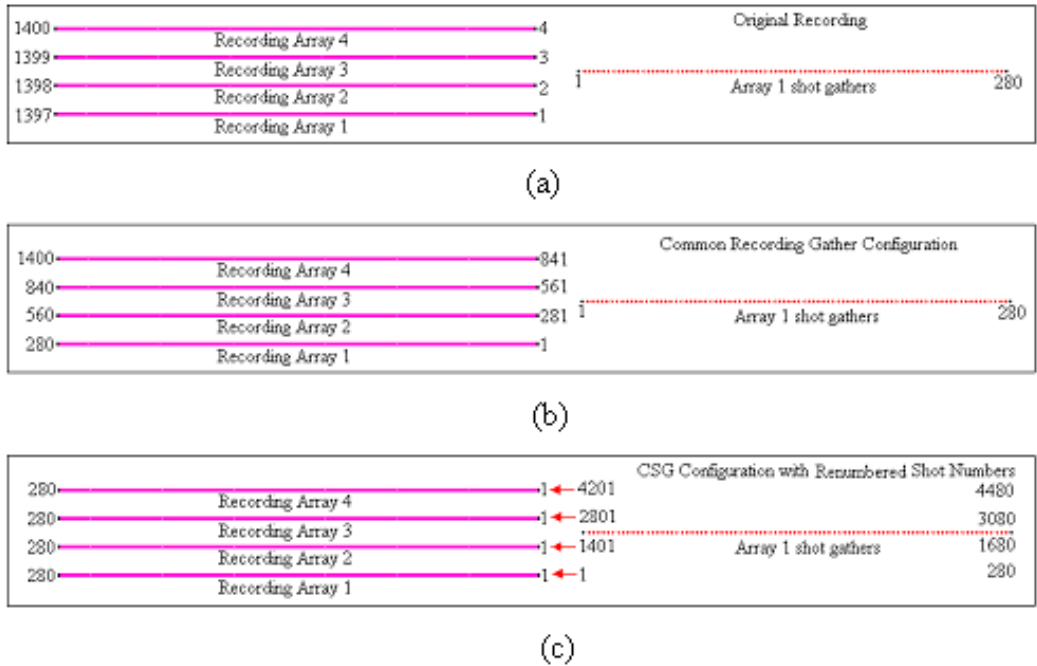 Original Recording
1400 4
Recording Array 4
1399 3
Recording Array 3
1398 2
Recording Array 2
1397 1
Recording Array 1
1 280
Array 1 shot gathers
(a)
Common Recording Gather Configuration
1400 841
Recording Array 4
840 561
Recording Array 3
560 281
Recording Array 2
280 1
Recording Array 1
1 280
Array 1 shot gathers
(b)
CSG Configuration with Renumbered Shot Numbers
280 1 4201 4480
Recording Array 4
280 1 2801 3080
Recording Array 3
280 1 1401 Array 1 shot gathers 1680
Recording Array 2
280 1 1 280
Recording Array 1
(c)